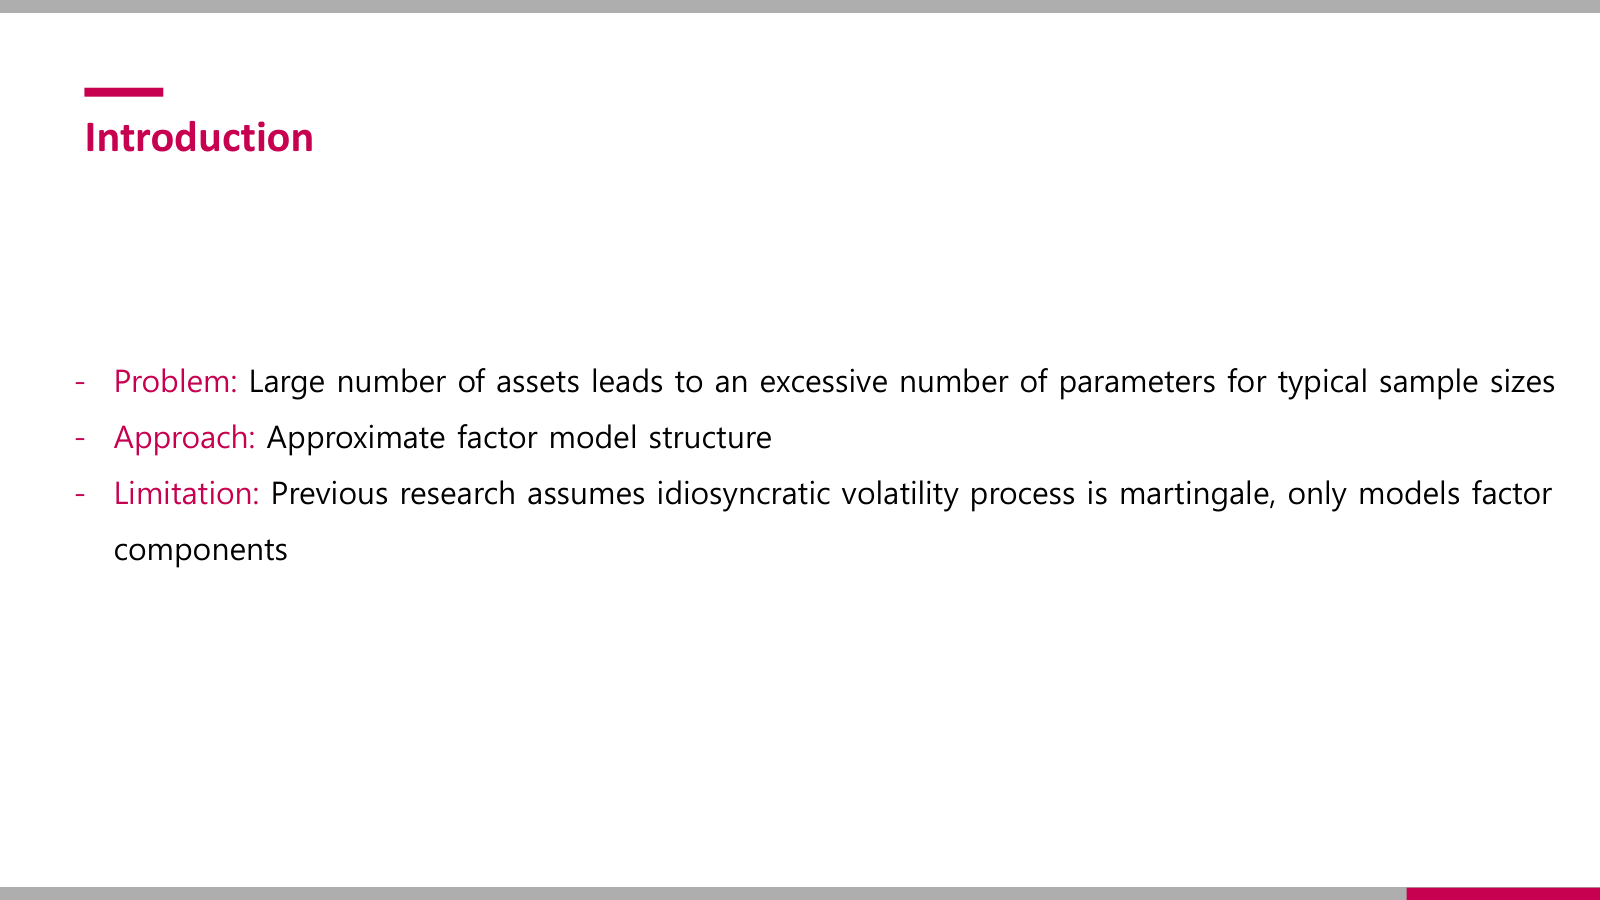 Introduction
- Problem: Large number of assets leads to an excessive number of parameters for typical sample sizes
- Approach: Approximate factor model structure
- Limitation: Previous research assumes idiosyncratic volatility process is martingale, only models factor
components